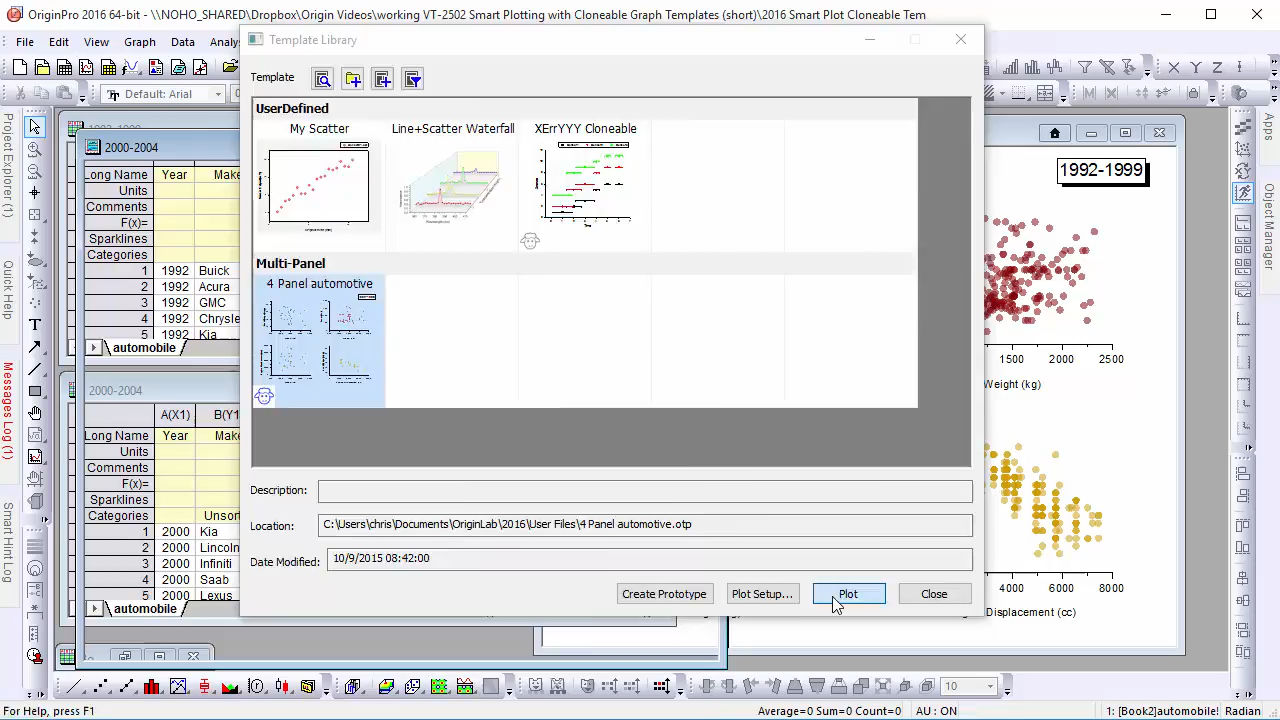 OriginPro 2016 64-bit - \\NOHO_SHARED\Dropbox\Origin Videos\working VT-2502 Smart Plotting with Cloneable Graph Templates (short)\2016 Smart Plot Cloneable Tem
File Edit View Graph Data Analy
Template Library
Template
Default: Arial
UserDefined
My Scatter Line+Scatter Waterfall XErrYYY Cloneable
Multi-Panel
4 Panel automotive
Description:
Location: C:\Users\chris\Documents\OriginLab\2016\User Files\4 Panel automotive.otp
Date Modified: 10/9/2015 08:42:00
Create Prototype Plot Setup... Plot Close
Project Explorer (1)
Quick Help
Messages Log (1)
Smart Hint Log
2000-2004
Long Name Year Make
Units
Comments
F(x)=
Sparklines
Categories
1 1992 Buick
2 1992 Acura
3 1992 GMC
4 1992 Chrysle
5 1992 Kia
automobile
2000-2004
A(X1) B(Y1
Long Name Year Make
Units
Comments
F(x)=
Sparklines
Categories Unsort
1 2000 Kia
2 2000 Lincoln
3 2000 Infiniti
4 2000 Saab
5 2000 Lexus
automobile
1992-1999
1500 2000 2500
Weight (kg)
4000 6000 8000
Displacement (cc)
Apps
Object Manager
10
For Help, press F1
Average=0 Sum=0 Count=0 AU : ON 1: [Book2]automobile! Radian